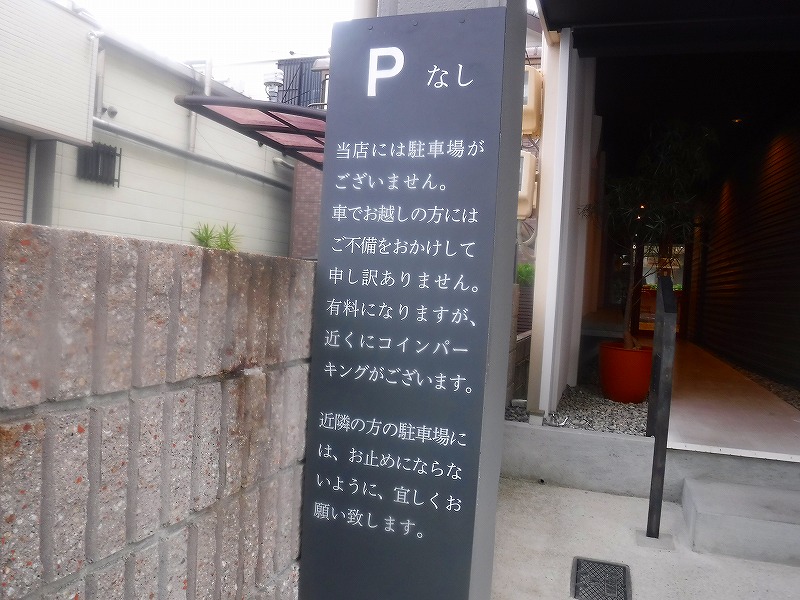 P なし
当店には駐車場が
ございません。
車でお越しの方には
ご不備をおかけして
申し訳ありません。
有料になりますが、
近くにコインパー
キングがございます。
近隣の方の駐車場に
は、お止めにならな
いように、宜しくお
願い致します。